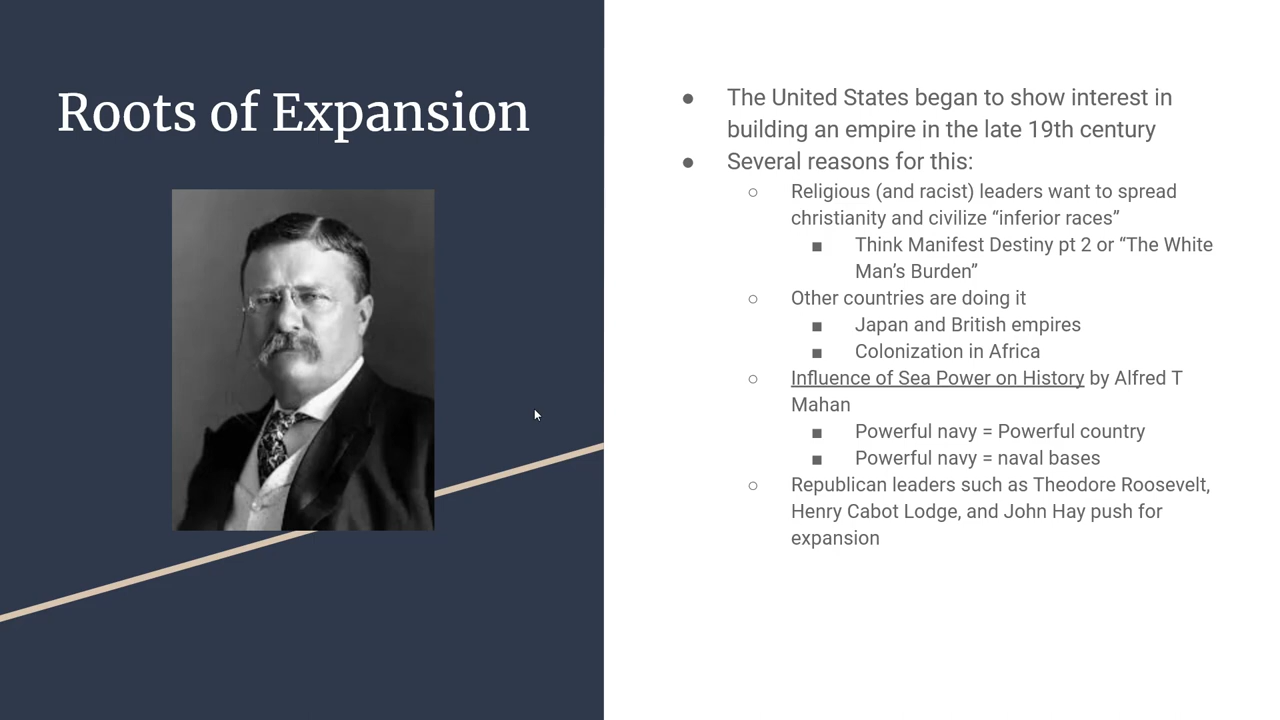 Roots of Expansion
● The United States began to show interest in
building an empire in the late 19th century
● Several reasons for this:
○ Religious (and racist) leaders want to spread
christianity and civilize “inferior races”
■ Think Manifest Destiny pt 2 or “The White
Man’s Burden”
○ Other countries are doing it
■ Japan and British empires
■ Colonization in Africa
○ Influence of Sea Power on History by Alfred T
Mahan
■ Powerful navy = Powerful country
■ Powerful navy = naval bases
○ Republican leaders such as Theodore Roosevelt,
Henry Cabot Lodge, and John Hay push for
expansion